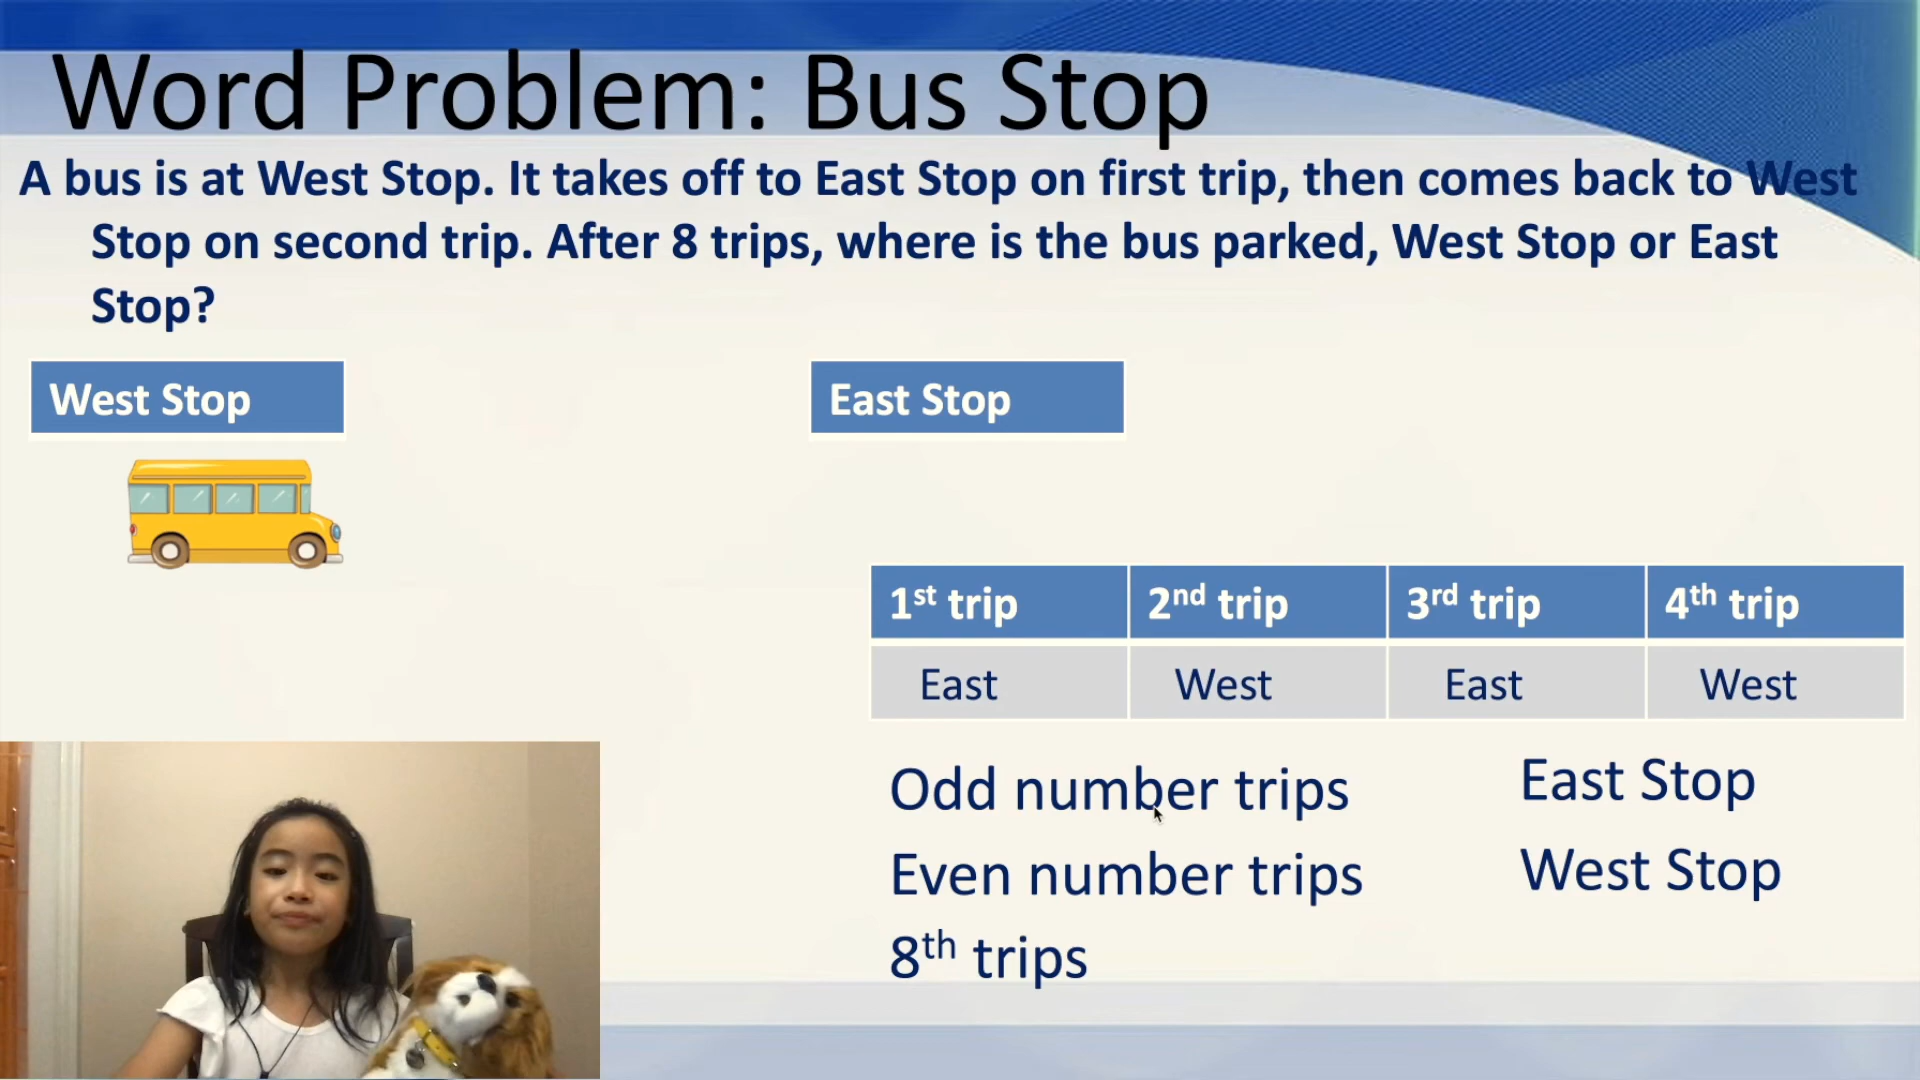 Word Problem: Bus Stop
A bus is at West Stop. It takes off to East Stop on first trip, then comes back to West
Stop on second trip. After 8 trips, where is the bus parked, West Stop or East
Stop?
West Stop
East Stop
1st trip 2nd trip 3rd trip 4th trip
East West East West
Odd number trips East Stop
Even number trips West Stop
8th trips